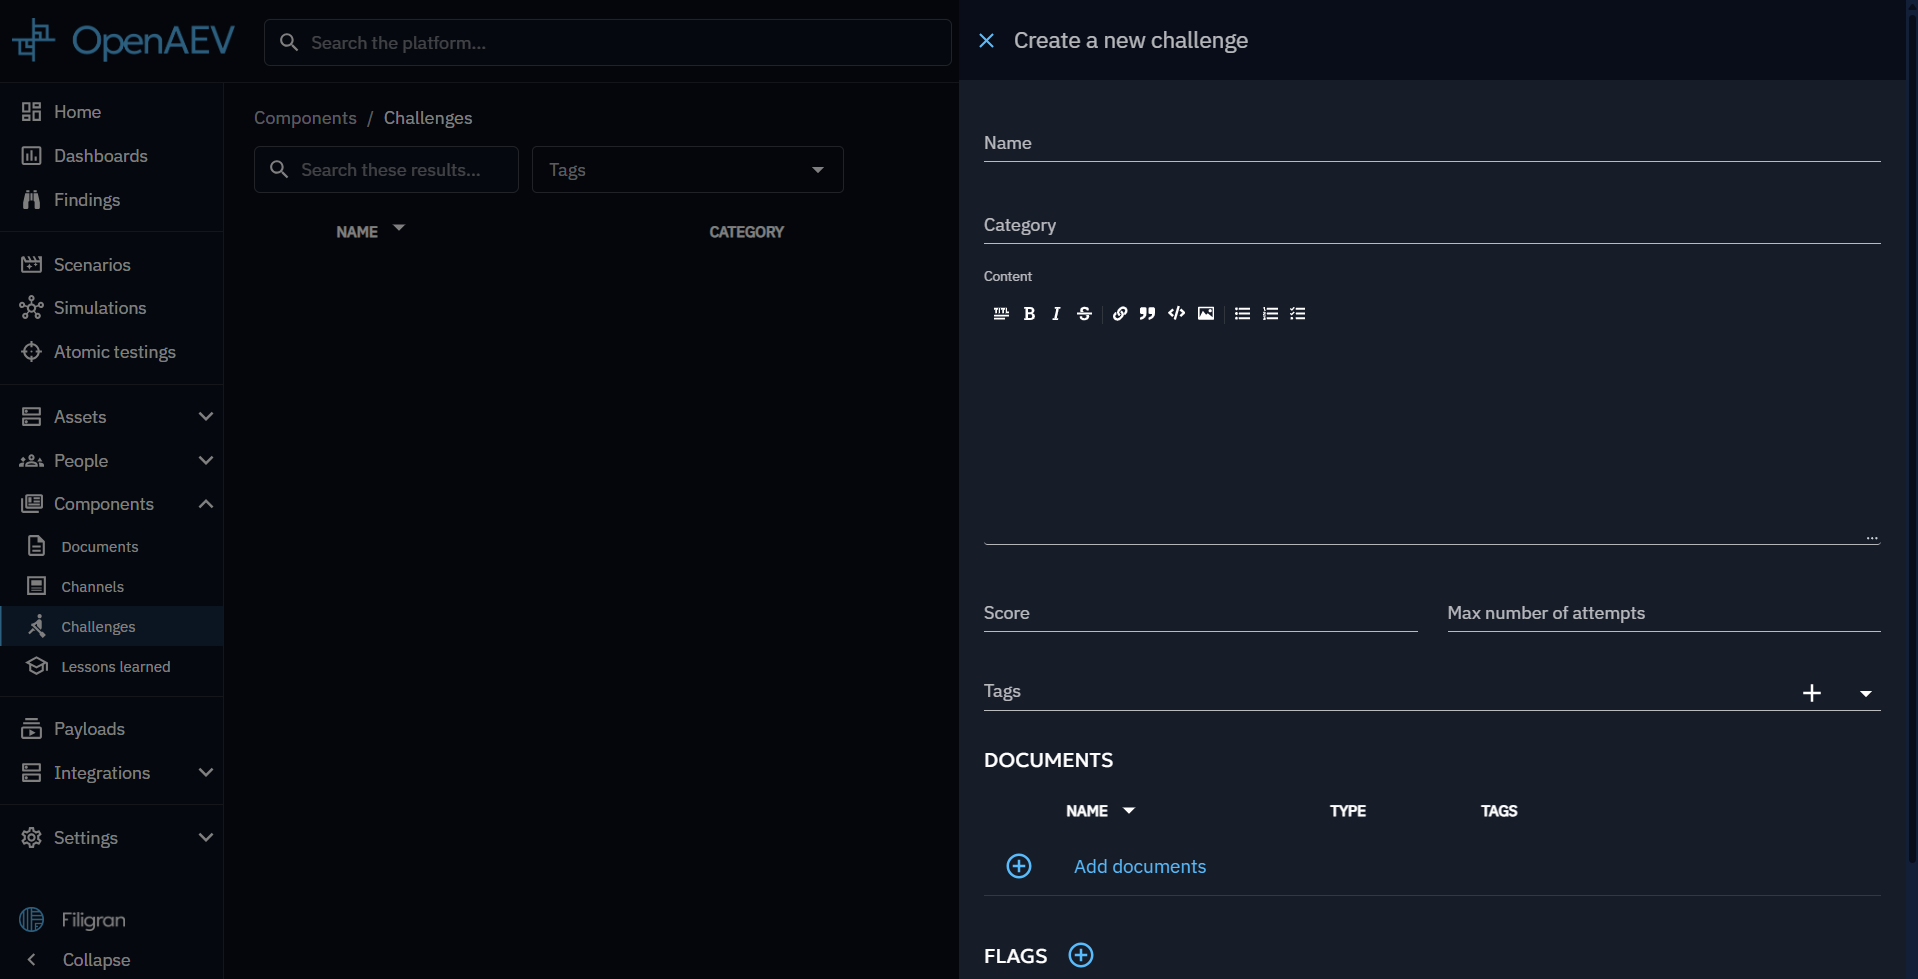 OpenAEV
Search the platform...
Home
Dashboards
Findings
Scenarios
Simulations
Atomic testings
Assets
People
Components
Documents
Channels
Challenges
Lessons learned
Payloads
Integrations
Settings
Filigran
Collapse
Components / Challenges
Search these results...
Tags
NAME CATEGORY
Create a new challenge
Name
Category
Content
Score Max number of attempts
Tags
DOCUMENTS
NAME TYPE TAGS
Add documents
FLAGS